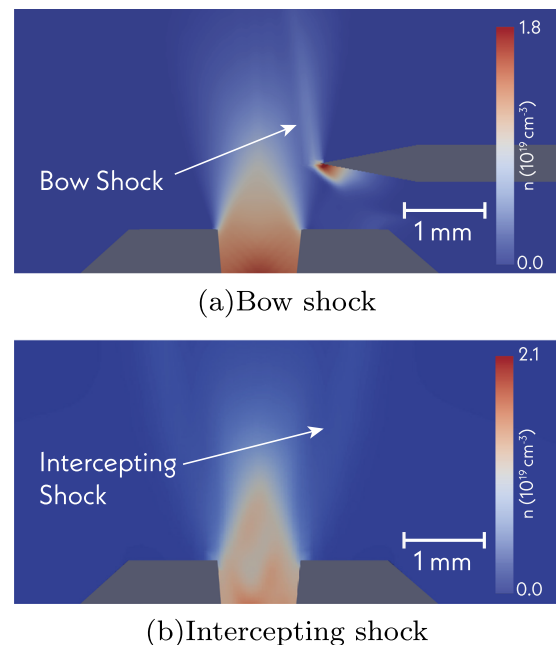 1.8
Bow Shock
n (10¹⁹ cm⁻³)
1 mm
0.0
(a)Bow shock
2.1
Intercepting
Shock
n (10¹⁹ cm⁻³)
1 mm
0.0
(b)Intercepting shock